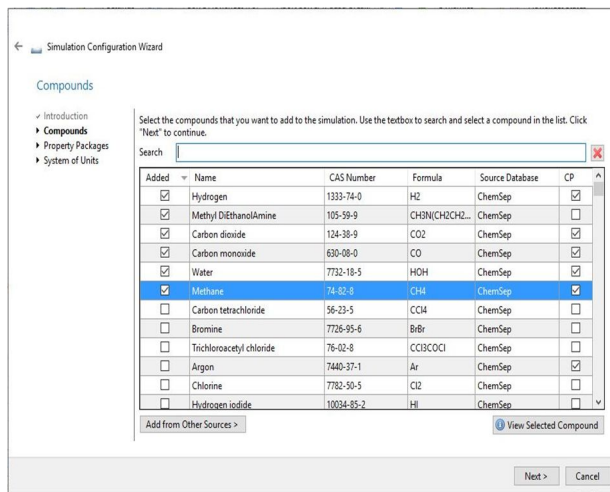 Simulation Configuration Wizard
Compounds
Introduction
Compounds
Property Packages
System of Units
Select the compounds that you want to add to the simulation. Use the textbox to search and select a compound in the list. Click
"Next" to continue.
Search
Added Name CAS Number Formula Source Database CP
Hydrogen 1333-74-0 H2 ChemSep
Methyl DiEthanolAmine 105-59-9 CH3N(CH2CH2... ChemSep
Carbon dioxide 124-38-9 CO2 ChemSep
Carbon monoxide 630-08-0 CO ChemSep
Water 7732-18-5 HOH ChemSep
Methane 74-82-8 CH4 ChemSep
Carbon tetrachloride 56-23-5 CCl4 ChemSep
Bromine 7726-95-6 BrBr ChemSep
Trichloroacetyl chloride 76-02-8 CCl3COCl ChemSep
Argon 7440-37-1 Ar ChemSep
Chlorine 7782-50-5 Cl2 ChemSep
Hydrogen iodide 10034-85-2 HI ChemSep
Add from Other Sources > View Selected Compound
Next > Cancel